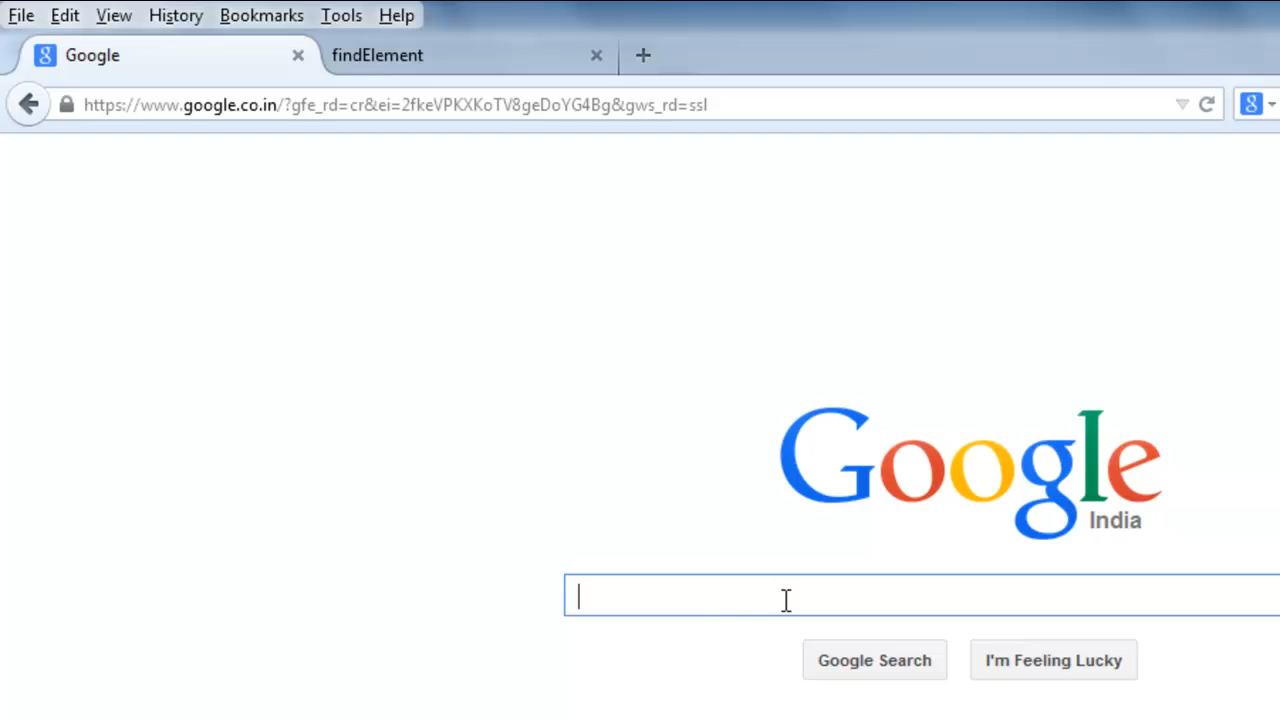 File Edit View History Bookmarks Tools Help
Google findElement
https://www.google.co.in/?gfe_rd=cr&ei=2fkeVPKXKoTV8geDoYG4Bg&gws_rd=ssl
Google
India
Google Search I'm Feeling Lucky